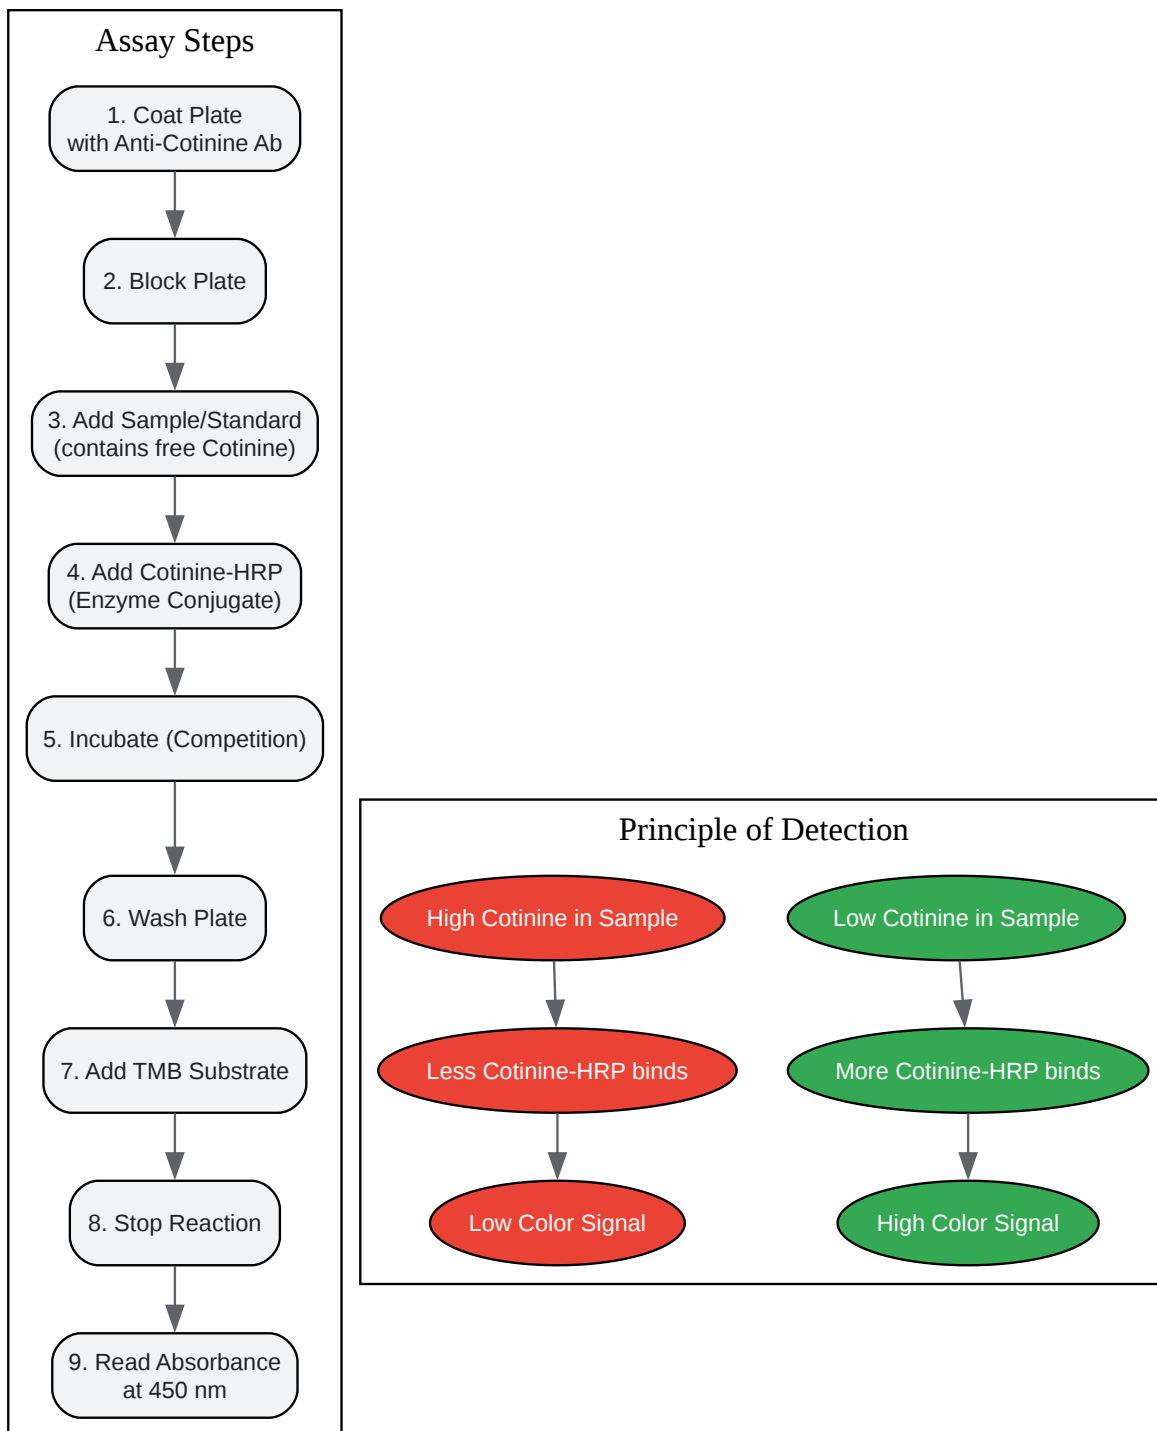 Assay Steps
1. Coat Plate
with Anti-Cotinine Ab
2. Block Plate
3. Add Sample/Standard
(contains free Cotinine)
4. Add Cotinine-HRP
(Enzyme Conjugate)
5. Incubate (Competition)
6. Wash Plate
7. Add TMB Substrate
8. Stop Reaction
9. Read Absorbance
at 450 nm
Principle of Detection
High Cotinine in Sample
Less Cotinine-HRP binds
Low Color Signal
Low Cotinine in Sample
More Cotinine-HRP binds
High Color Signal